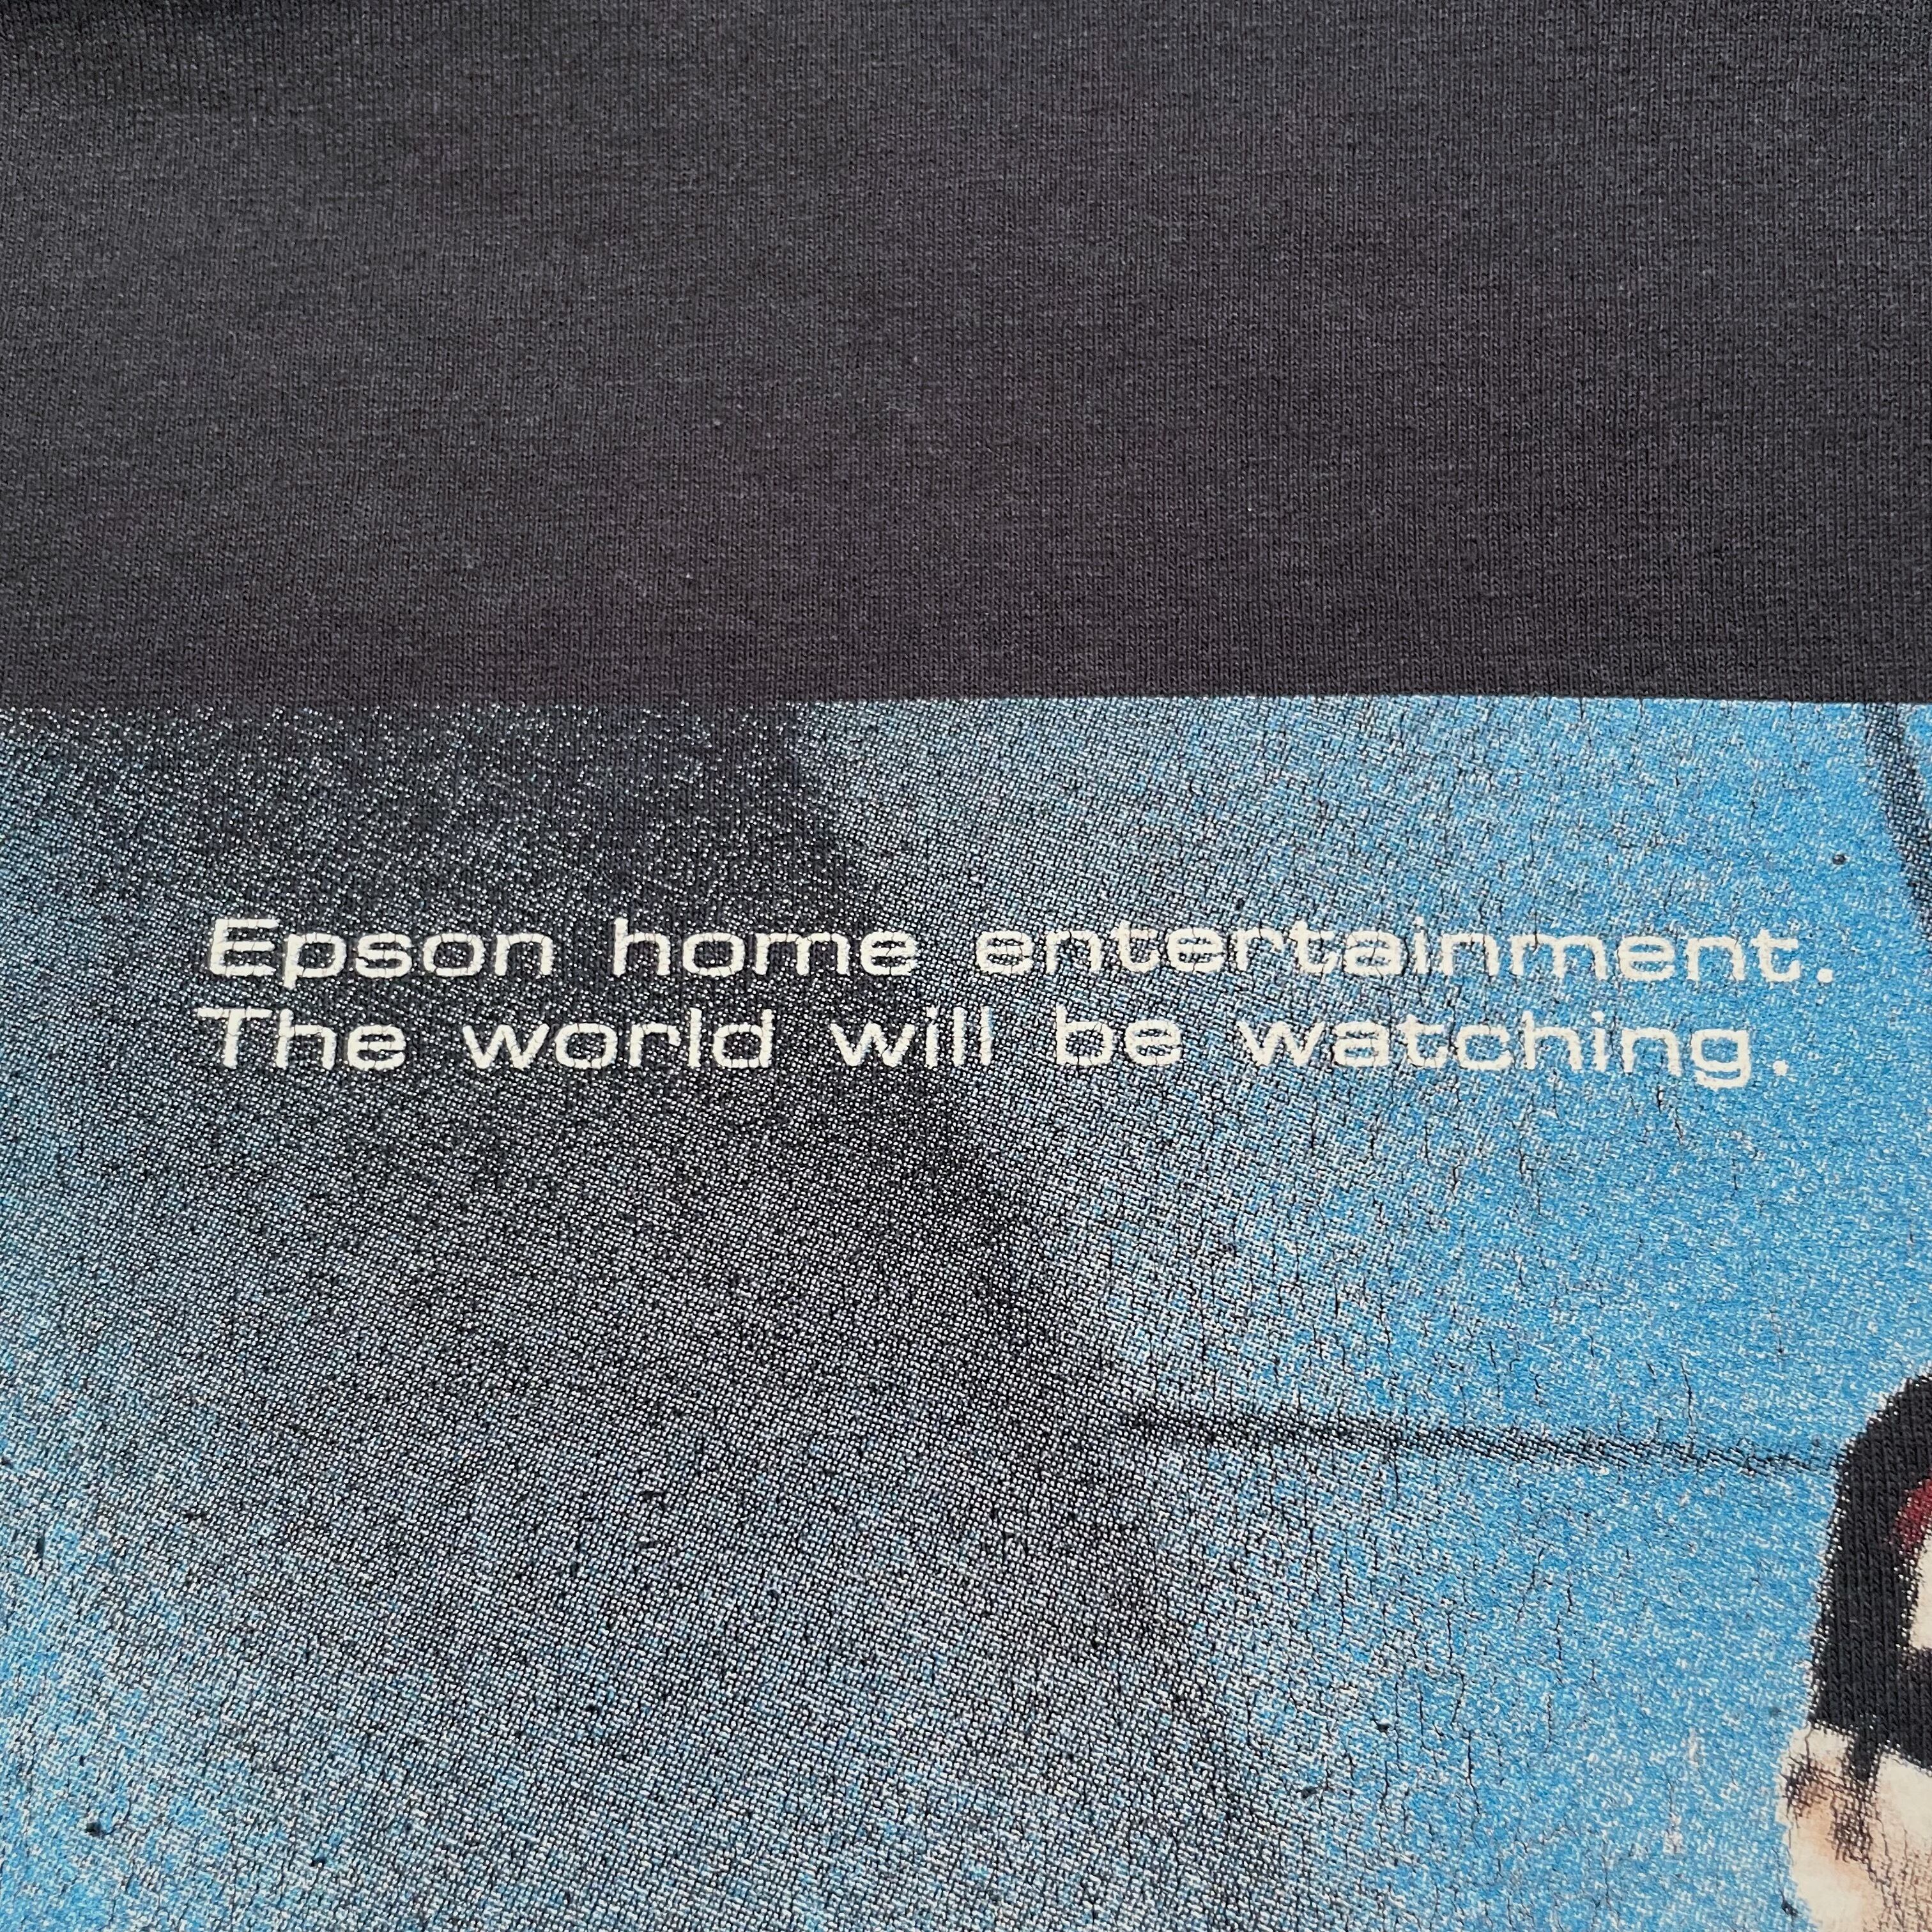 Epson home entertainment.
The world will be watching.